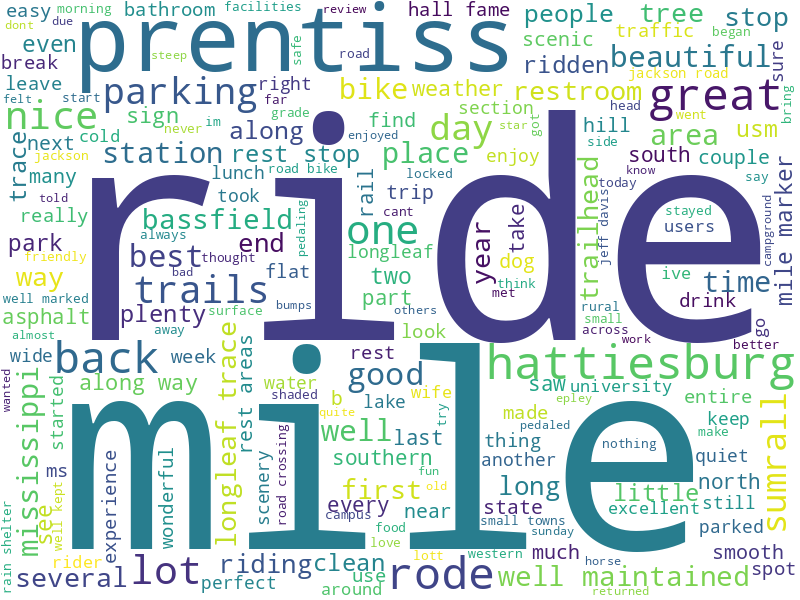 easy
morning
bathroom
facilities
review
hall fame
people
tree
stop
dont
due
prentiss
even
break
leave
steep
safe
road
scenic
traffic
began
sure
ridden
beautiful
parking
right
bike
weather
restroom
jackson road
great
bring
nice
felt
start
far
grade
find
section
head
went
sign
never
im
along
day
star
got
hill
area
usm
trace
next
cold
enjoyed
side
many
jackson
station
rest stop
place
enjoy
south
couple
told
lunch
road bike
locked
trip
know
today
say
really
took
rail
cant
ride
trailhead
mile marker
bassfield
pedaling
one
year
take
jeff davis
stayed
users
campground
park
always
end
longleaf
dog
friendly
best
thought
way
bad
flat
two
met
think
ive
time
well marked
trails
part
rural
drink
asphalt
plenty
surface
bumps
others
look
small
across
go
almost
away
work
better
wide
back
week
rest
hattiesburg
wanted
along way
rest areas
water
shaded
good
saw
university
entire
mississippi
started
longleaf trace
scenery
quite
b
lake
wife
try
made
epley
keep
make
mile
road crossing
well
last
pedaled
thing
nothing
quiet
sumrall
see
ms
wonderful
southern
fun
another
north
well kept
experience
first
old
long
little
still
every
near
state
excellent
rain shelter
campus
food
small towns
parked
rider
love
lott
sunday
smooth
several
lot
riding
clean
western
much
horse
spot
perfect
use
around
rode
well maintained
returned